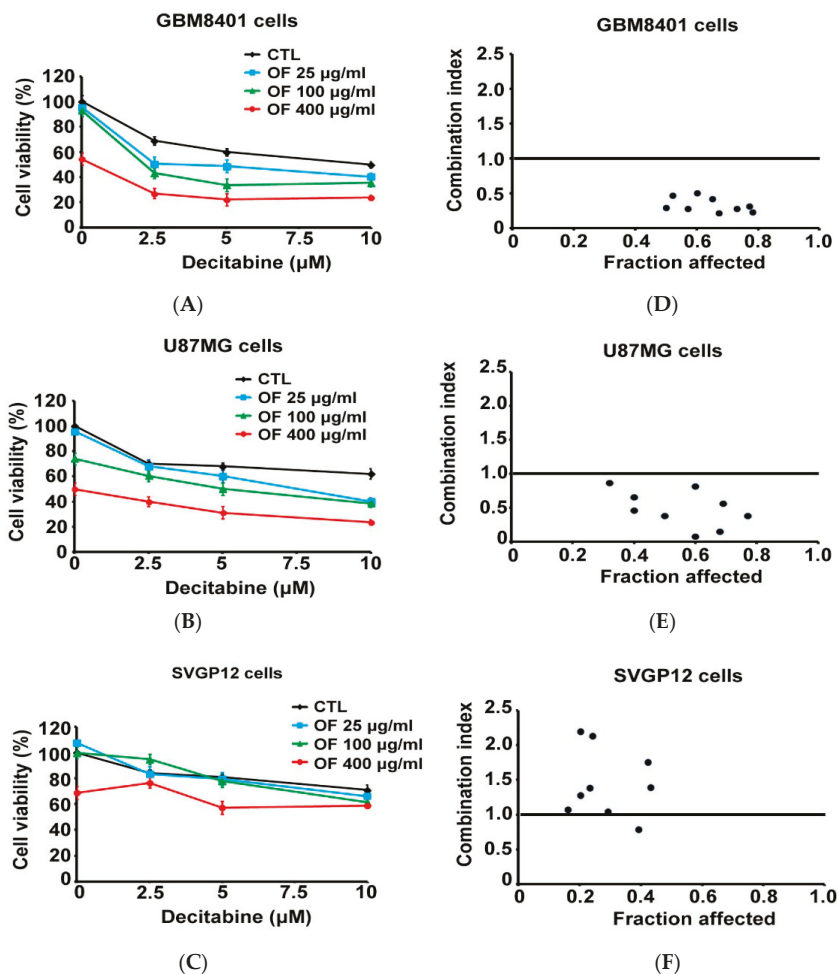 GBM8401 cells
CTL
OF 25 µg/ml
OF 100 µg/ml
OF 400 µg/ml
Cell viability (%)
120
100
80
60
40
20
0
0 2.5 5 7.5 10
Decitabine (µM)
(A)
GBM8401 cells
Combination index
2.5
2.0
1.5
1.0
0.5
0
0 0.2 0.4 0.6 0.8 1.0
Fraction affected
(D)
U87MG cells
CTL
OF 25 µg/ml
OF 100 µg/ml
OF 400 µg/ml
Cell viability (%)
120
100
80
60
40
20
0
0 2.5 5 7.5 10
Decitabine (µM)
(B)
U87MG cells
Combination index
2.5
2.0
1.5
1.0
0.5
0
0 0.2 0.4 0.6 0.8 1.0
Fraction affected
(E)
SVGP12 cells
CTL
OF 25 µg/ml
OF 100 µg/ml
OF 400 µg/ml
Cell viability (%)
120
100
80
60
40
20
0
0 2.5 5 7.5 10
Decitabine (µM)
(C)
SVGP12 cells
Combination index
2.5
2.0
1.5
1.0
0.5
0
0 0.2 0.4 0.6 0.8 1.0
Fraction affected
(F)